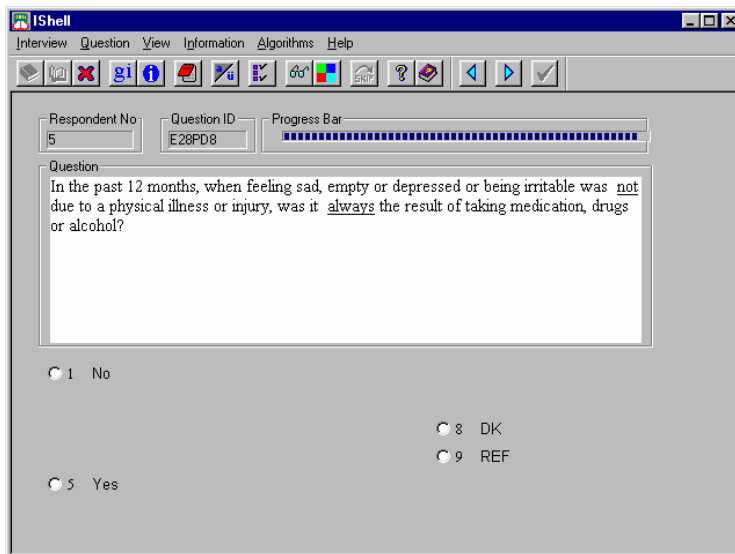 IShell
Interview Question View Information Algorithms Help
gi i a/ü SKIP ?
Respondent No Question ID Progress Bar
5 E28PD8
Question
In the past 12 months, when feeling sad, empty or depressed or being irritable was not
due to a physical illness or injury, was it always the result of taking medication, drugs
or alcohol?
1 No
8 DK
9 REF
5 Yes